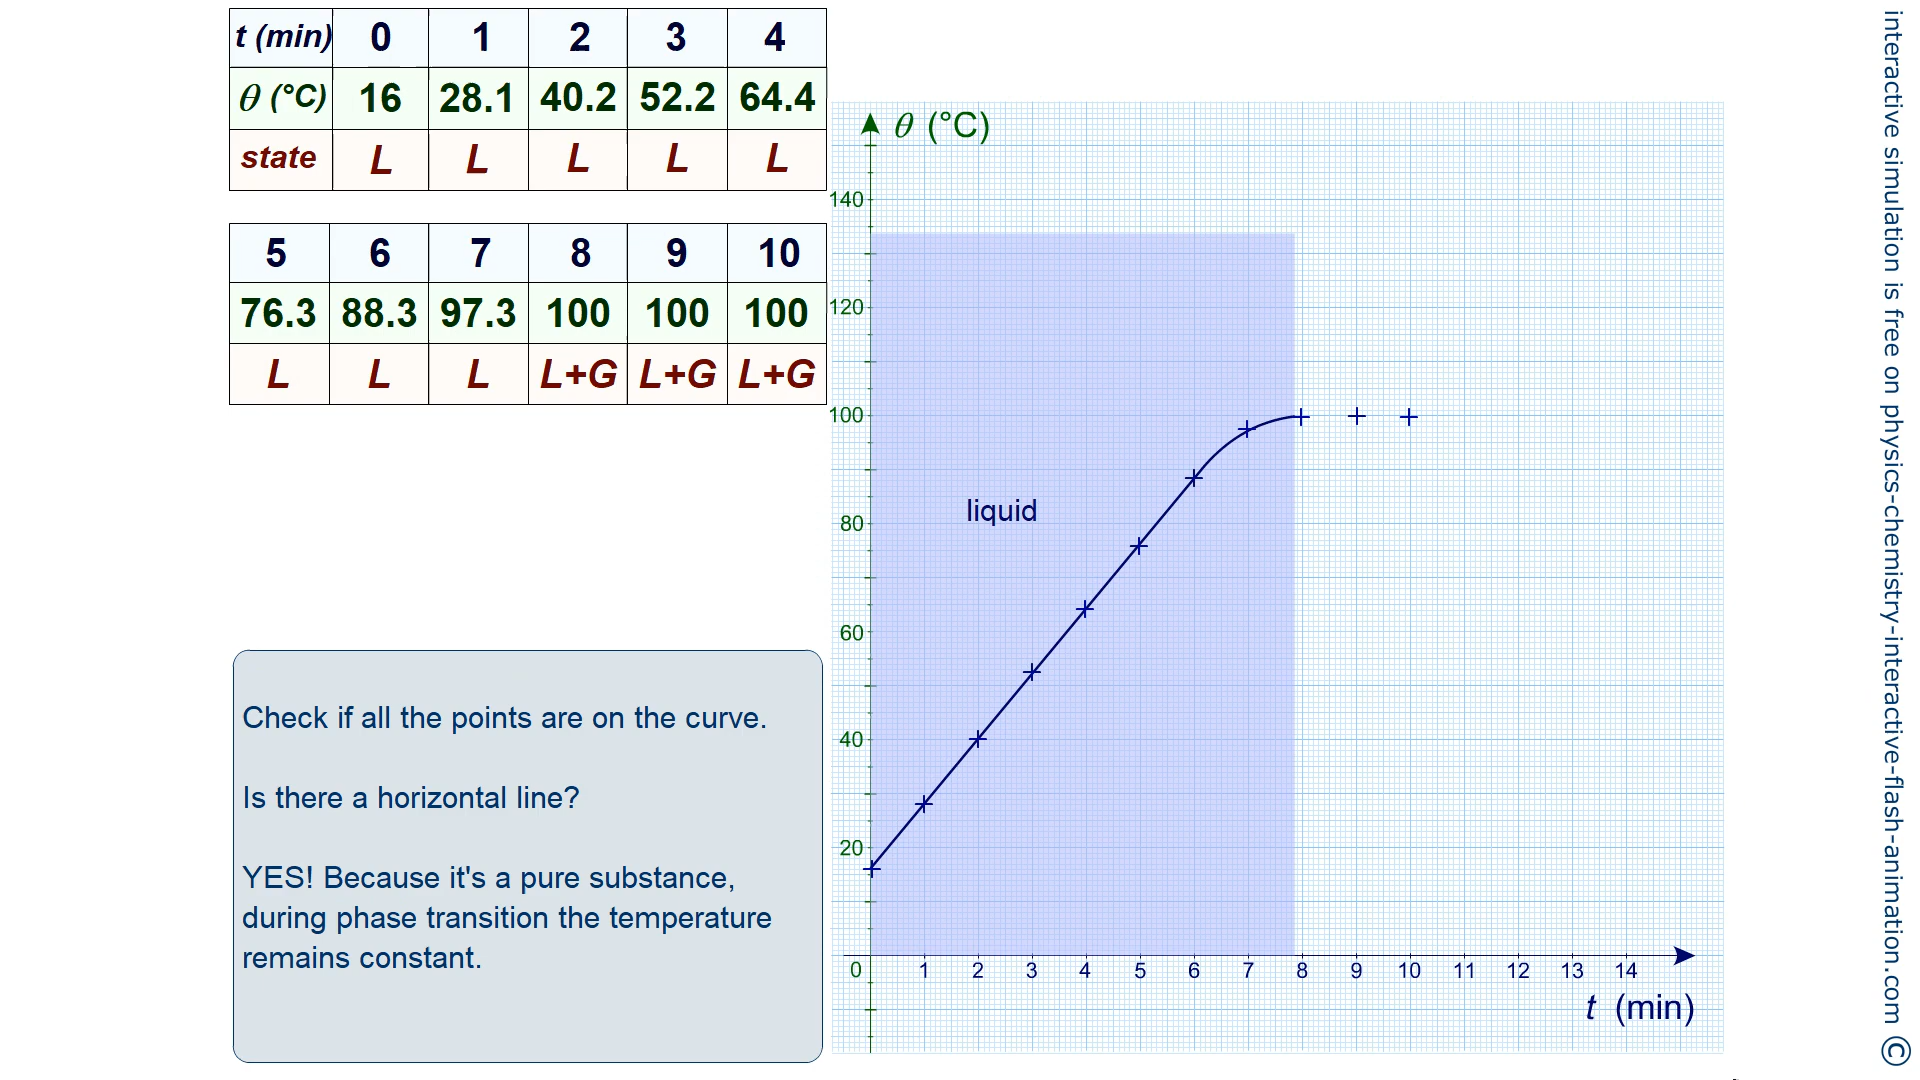 t (min) 0 1 2 3 4
θ (°C) 16 28.1 40.2 52.2 64.4
state L L L L L
5 6 7 8 9 10
76.3 88.3 97.3 100 100 100
L L L L+G L+G L+G
Check if all the points are on the curve.
Is there a horizontal line?
YES! Because it's a pure substance,
during phase transition the temperature
remains constant.
θ (°C)
140
120
100
80
60
40
20
liquid
0 1 2 3 4 5 6 7 8 9 10 11 12 13 14
t (min)
interactive simulation is free on physics-chemistry-interactive-flash-animation.com ©